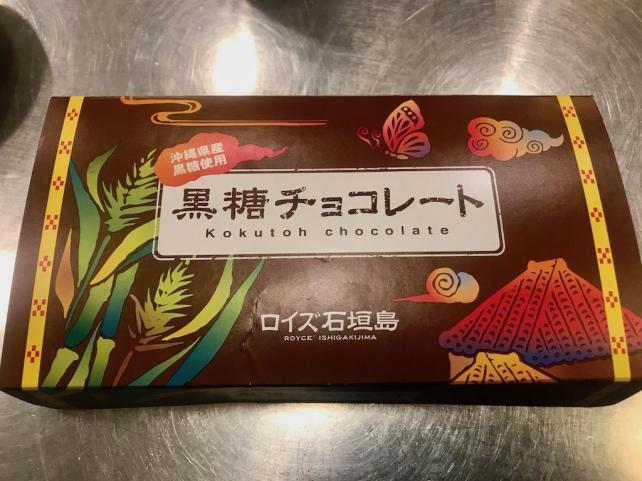 沖縄県産
黒糖使用
黒糖チョコレート
Kokutoh chocolate
ロイズ石垣島
ROYCE' ISHIGAKIJIMA